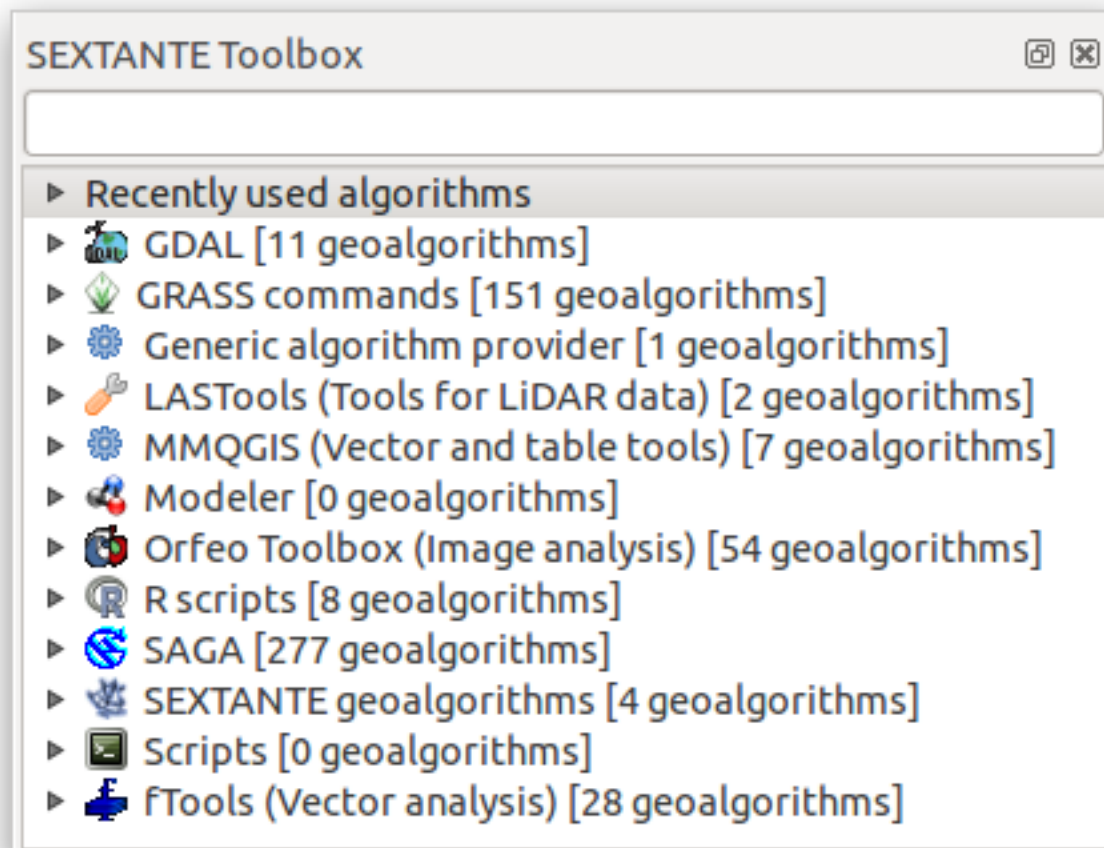 SEXTANTE Toolbox
Recently used algorithms
GDAL [11 geoalgorithms]
GRASS commands [151 geoalgorithms]
Generic algorithm provider [1 geoalgorithms]
LASTools (Tools for LiDAR data) [2 geoalgorithms]
MMQGIS (Vector and table tools) [7 geoalgorithms]
Modeler [0 geoalgorithms]
Orfeo Toolbox (Image analysis) [54 geoalgorithms]
R scripts [8 geoalgorithms]
SAGA [277 geoalgorithms]
SEXTANTE geoalgorithms [4 geoalgorithms]
Scripts [0 geoalgorithms]
fTools (Vector analysis) [28 geoalgorithms]